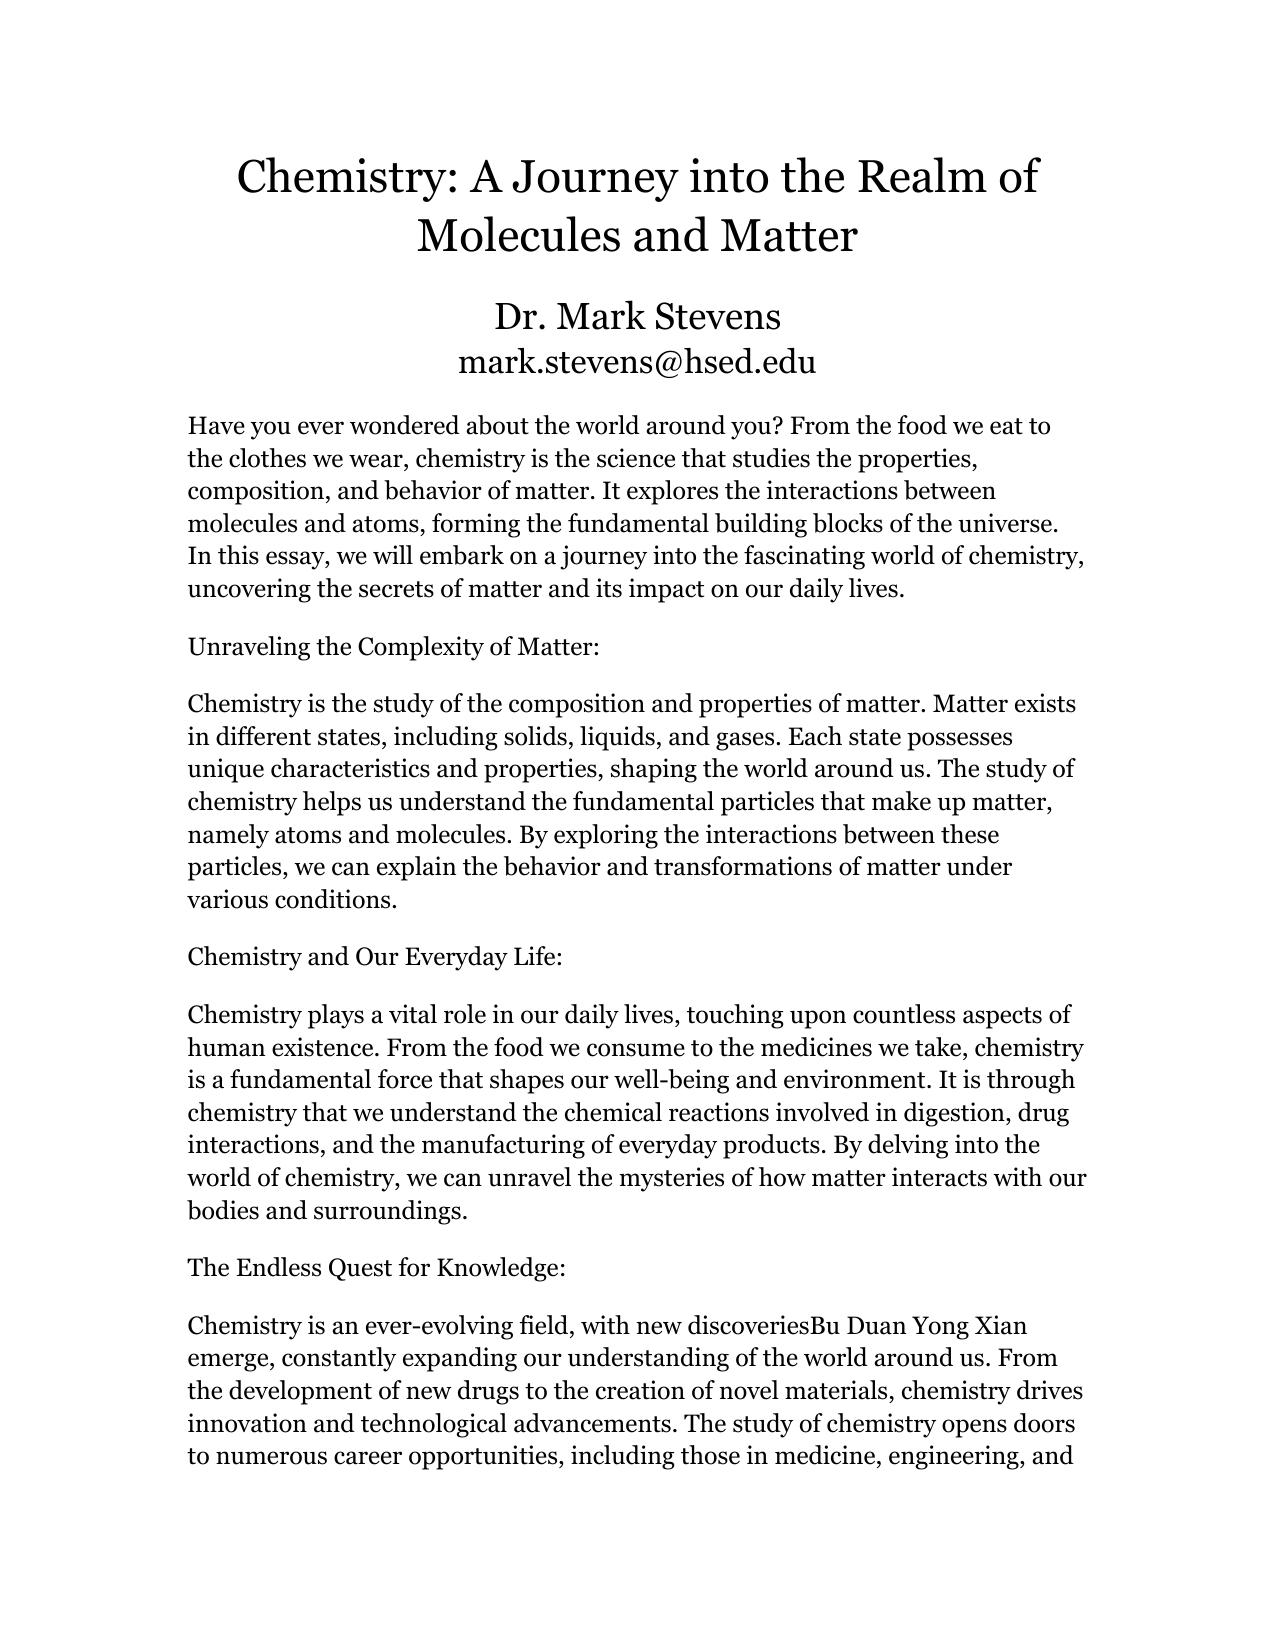 Chemistry: A Journey into the Realm of
Molecules and Matter
Dr. Mark Stevens
mark.stevens@hsed.edu
Have you ever wondered about the world around you? From the food we eat to
the clothes we wear, chemistry is the science that studies the properties,
composition, and behavior of matter. It explores the interactions between
molecules and atoms, forming the fundamental building blocks of the universe.
In this essay, we will embark on a journey into the fascinating world of chemistry,
uncovering the secrets of matter and its impact on our daily lives.
Unraveling the Complexity of Matter:
Chemistry is the study of the composition and properties of matter. Matter exists
in different states, including solids, liquids, and gases. Each state possesses
unique characteristics and properties, shaping the world around us. The study of
chemistry helps us understand the fundamental particles that make up matter,
namely atoms and molecules. By exploring the interactions between these
particles, we can explain the behavior and transformations of matter under
various conditions.
Chemistry and Our Everyday Life:
Chemistry plays a vital role in our daily lives, touching upon countless aspects of
human existence. From the food we consume to the medicines we take, chemistry
is a fundamental force that shapes our well-being and environment. It is through
chemistry that we understand the chemical reactions involved in digestion, drug
interactions, and the manufacturing of everyday products. By delving into the
world of chemistry, we can unravel the mysteries of how matter interacts with our
bodies and surroundings.
The Endless Quest for Knowledge:
Chemistry is an ever-evolving field, with new discoveriesBu Duan Yong Xian
emerge, constantly expanding our understanding of the world around us. From
the development of new drugs to the creation of novel materials, chemistry drives
innovation and technological advancements. The study of chemistry opens doors
to numerous career opportunities, including those in medicine, engineering, and